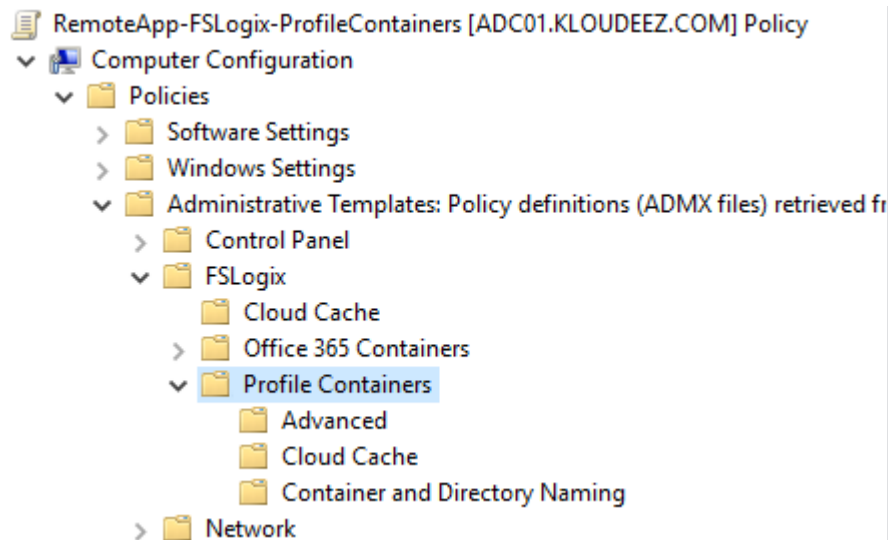 RemoteApp-FSLogix-ProfileContainers [ADC01.KLOUDEEZ.COM] Policy
Computer Configuration
Policies
Software Settings
Windows Settings
Administrative Templates: Policy definitions (ADMX files) retrieved fr
Control Panel
FSLogix
Cloud Cache
Office 365 Containers
Profile Containers
Advanced
Cloud Cache
Container and Directory Naming
Network